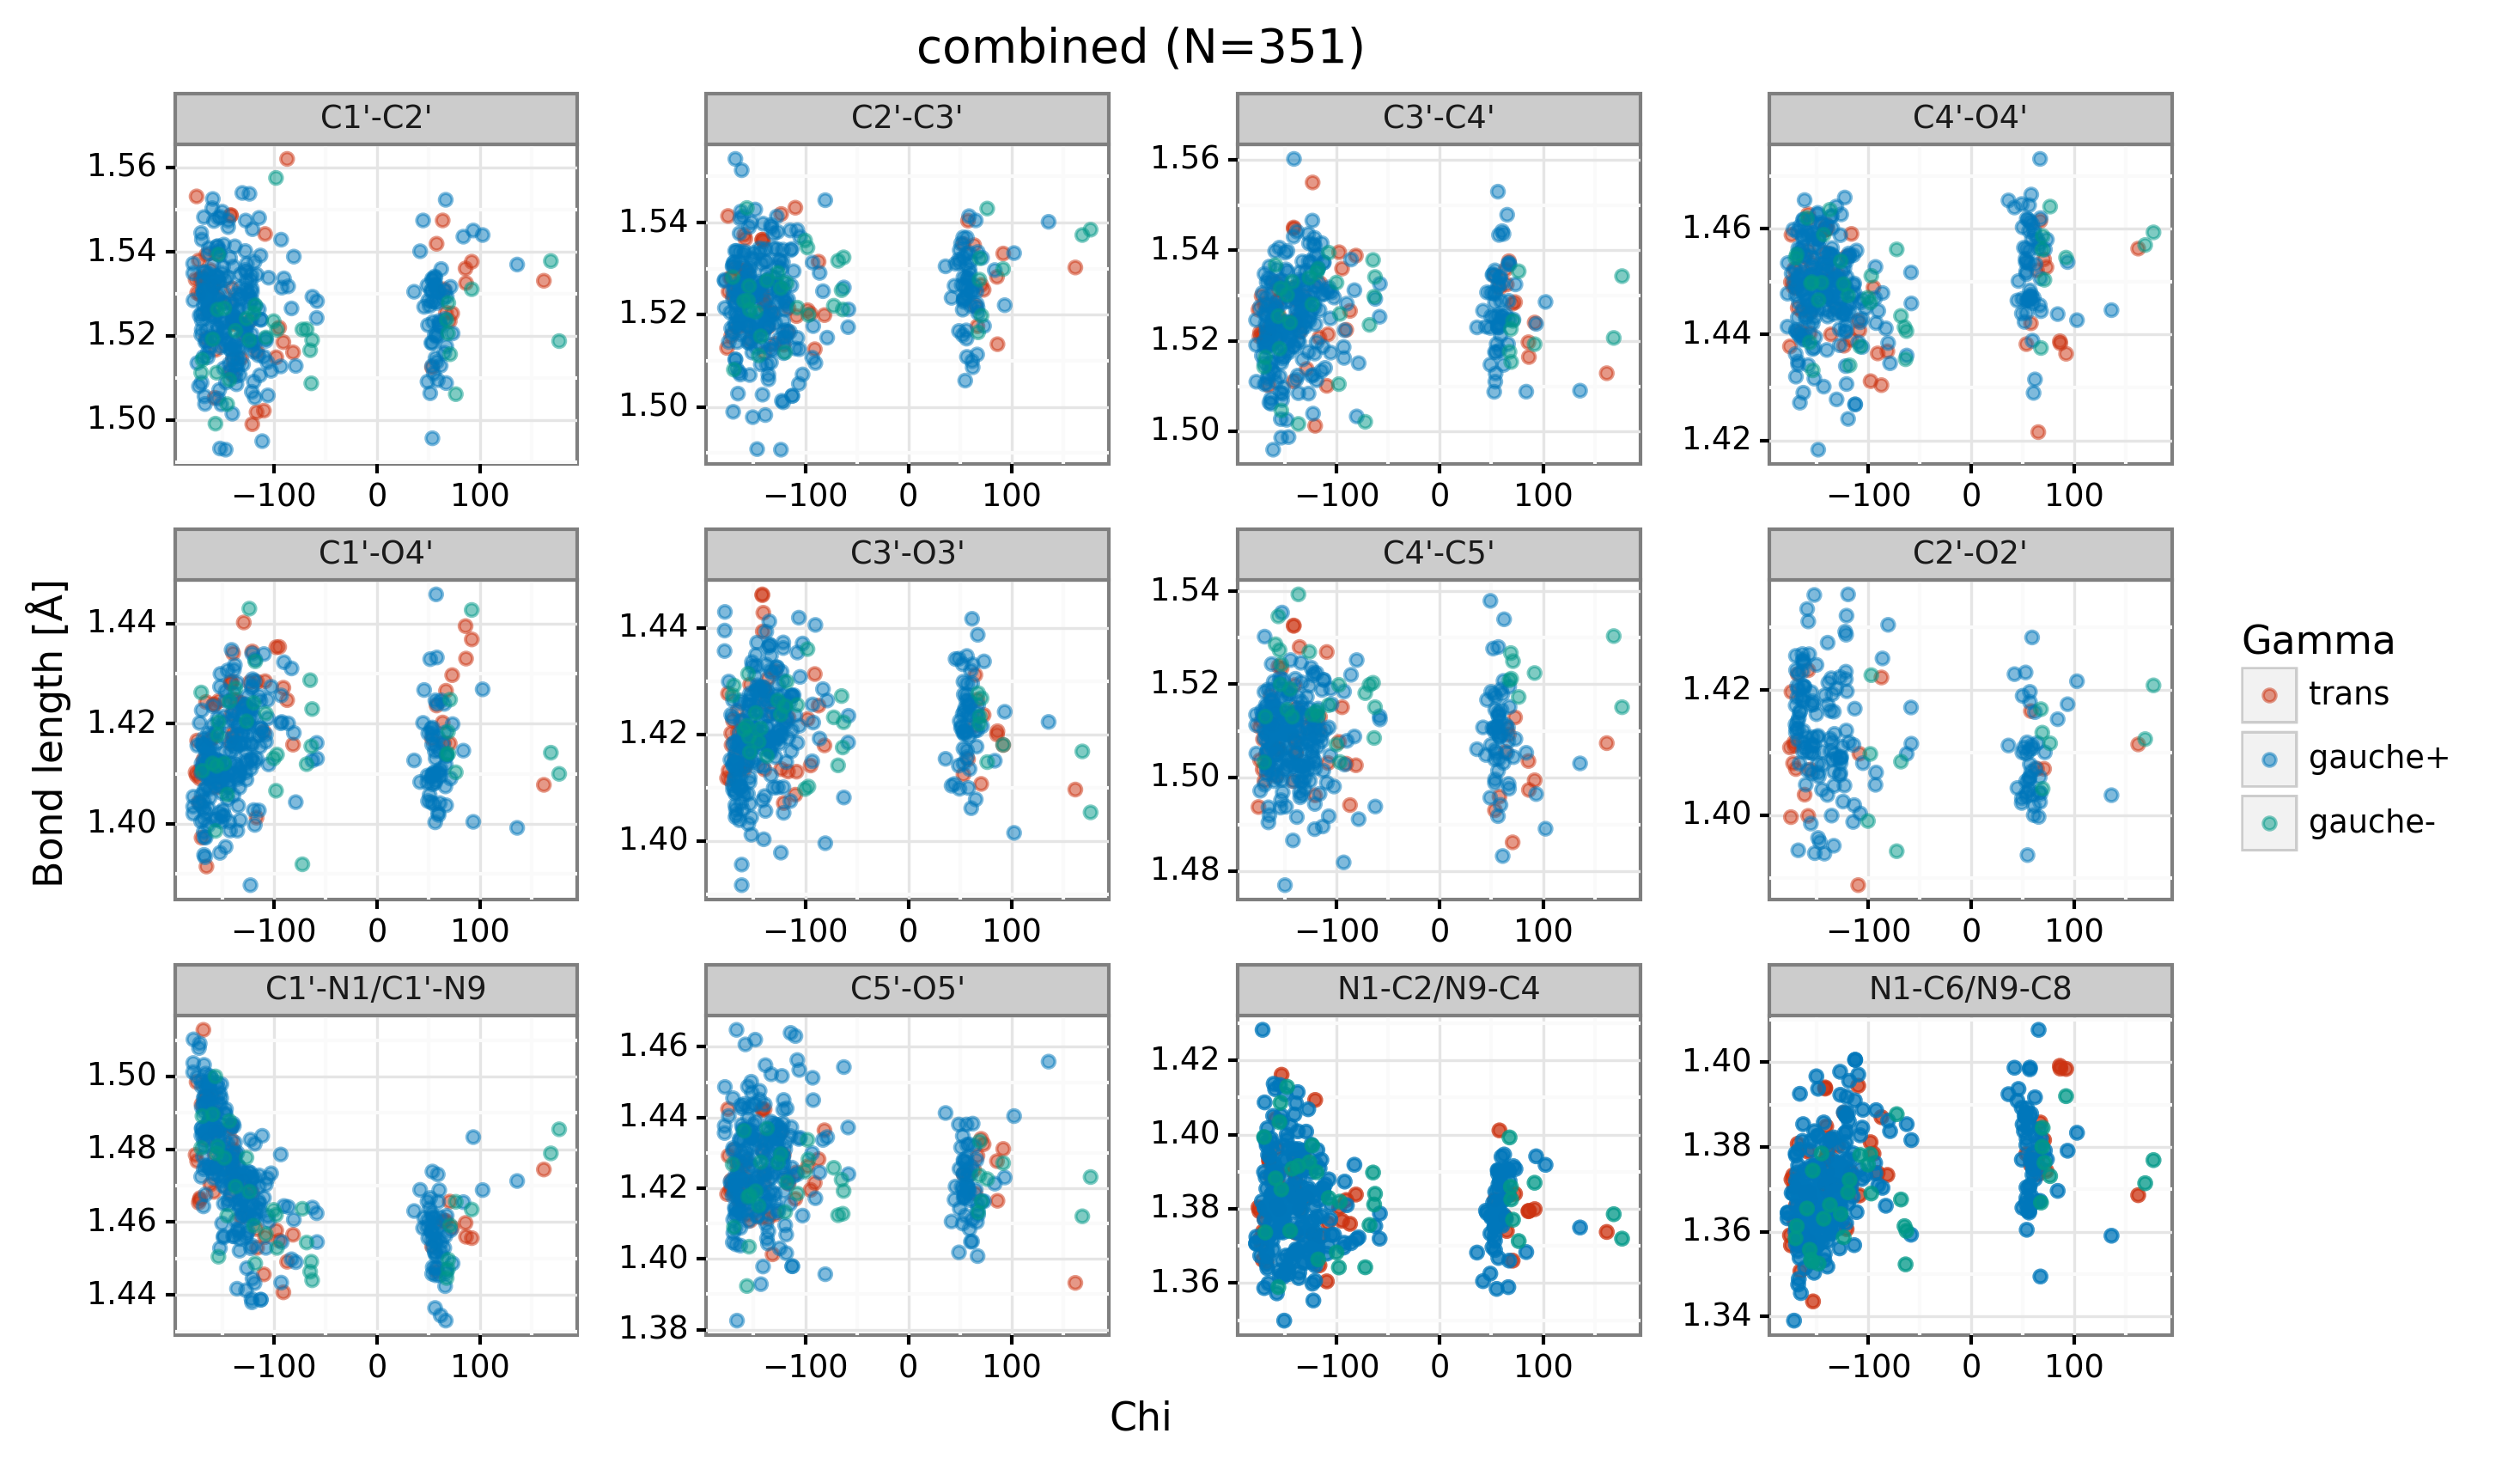 combined (N=351)
C1'-C2' C2'-C3' C3'-C4' C4'-O4'
1.56 1.54 1.52 1.50
1.54 1.52 1.50
1.56 1.54 1.52 1.50
1.46 1.44 1.42
−100 0 100 −100 0 100 −100 0 100 −100 0 100
C1'-O4' C3'-O3' C4'-C5' C2'-O2'
1.44 1.42 1.40
1.44 1.42 1.40
1.54 1.52 1.50 1.48
1.42 1.40
−100 0 100 −100 0 100 −100 0 100 −100 0 100
C1'-N1/C1'-N9 C5'-O5' N1-C2/N9-C4 N1-C6/N9-C8
1.50 1.48 1.46 1.44
1.46 1.44 1.42 1.40 1.38
1.42 1.40 1.38 1.36
1.40 1.38 1.36 1.34
−100 0 100 −100 0 100 −100 0 100 −100 0 100
Bond length [Å]
Chi
Gamma
trans
gauche+
gauche-